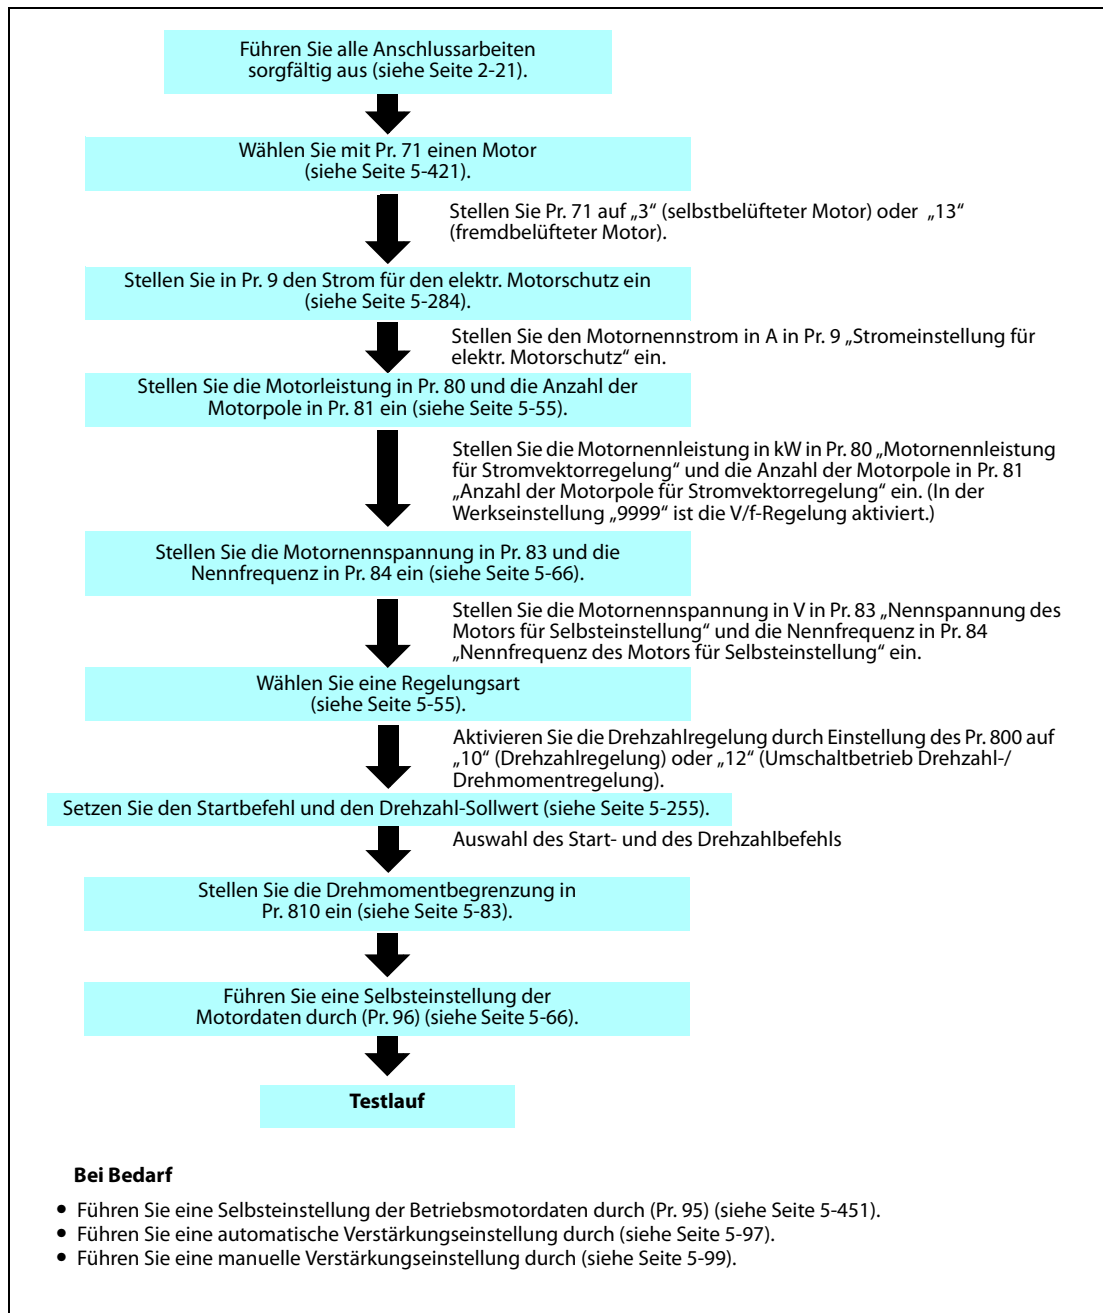 Führen Sie alle Anschlussarbeiten
sorgfältig aus (siehe Seite 2-21).
Wählen Sie mit Pr. 71 einen Motor
(siehe Seite 5-421).
Stellen Sie Pr. 71 auf „3“ (selbstbelüfteter Motor) oder „13“
(fremdbelüfteter Motor).
Stellen Sie in Pr. 9 den Strom für den elektr. Motorschutz ein
(siehe Seite 5-284).
Stellen Sie den Motornennstrom in A in Pr. 9 „Stromeinstellung für
elektr. Motorschutz“ ein.
Stellen Sie die Motorleistung in Pr. 80 und die Anzahl der
Motorpole in Pr. 81 ein (siehe Seite 5-55).
Stellen Sie die Motornennleistung in kW in Pr. 80 „Motornennleistung
für Stromvektorregelung“ und die Anzahl der Motorpole in Pr. 81
„Anzahl der Motorpole für Stromvektorregelung“ ein. (In der
Werkseinstellung „9999“ ist die V/f-Regelung aktiviert.)
Stellen Sie die Motornennspannung in Pr. 83 und die
Nennfrequenz in Pr. 84 ein (siehe Seite 5-66).
Stellen Sie die Motornennspannung in V in Pr. 83 „Nennspannung des
Motors für Selbsteinstellung“ und die Nennfrequenz in Pr. 84
„Nennfrequenz des Motors für Selbsteinstellung“ ein.
Wählen Sie eine Regelungsart
(siehe Seite 5-55).
Aktivieren Sie die Drehzahlregelung durch Einstellung des Pr. 800 auf
„10“ (Drehzahlregelung) oder „12“ (Umschaltbetrieb Drehzahl-/
Drehmomentregelung).
Setzen Sie den Startbefehl und den Drehzahl-Sollwert (siehe Seite 5-255).
Auswahl des Start- und des Drehzahlbefehls
Stellen Sie die Drehmomentbegrenzung in
Pr. 810 ein (siehe Seite 5-83).
Führen Sie eine Selbsteinstellung der
Motordaten durch (Pr. 96) (siehe Seite 5-66).
Testlauf
Bei Bedarf
● Führen Sie eine Selbsteinstellung der Betriebsmotordaten durch (Pr. 95) (siehe Seite 5-451).
● Führen Sie eine automatische Verstärkungseinstellung durch (siehe Seite 5-97).
● Führen Sie eine manuelle Verstärkungseinstellung durch (siehe Seite 5-99).